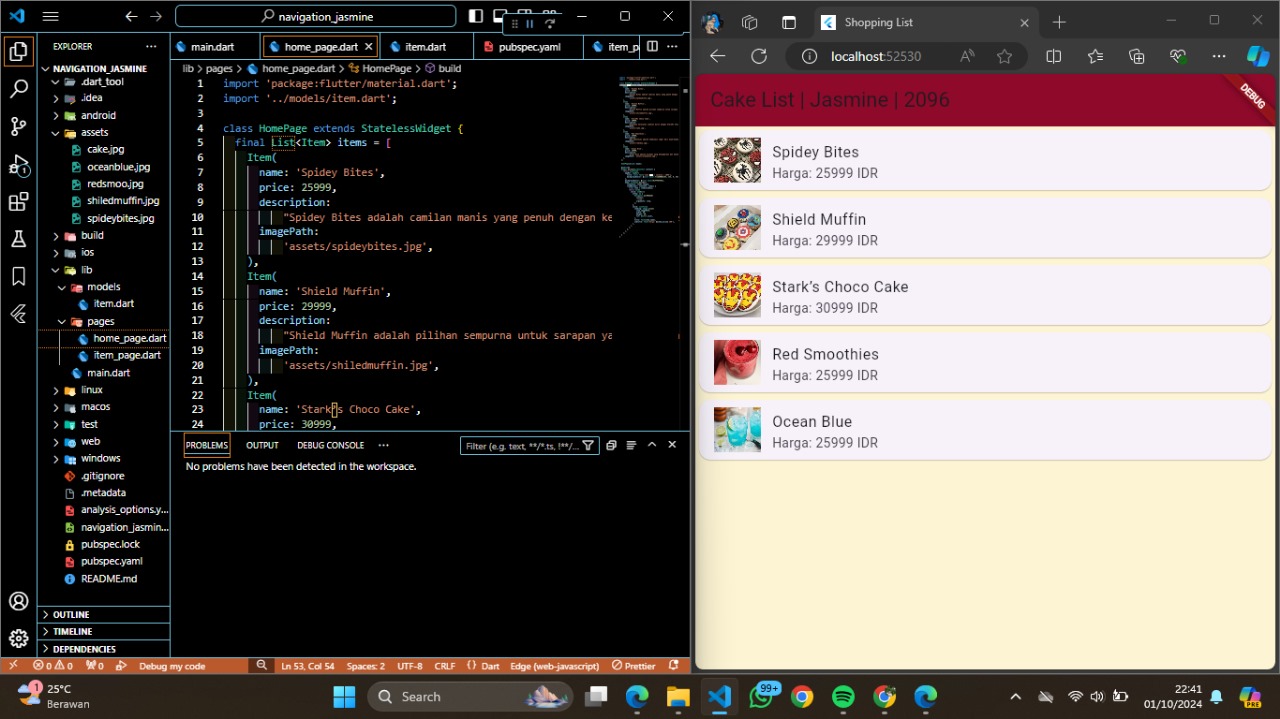 navigation_jasmine
EXPLORER
NAVIGATION_JASMINE
.dart_tool
.idea
android
assets
cake.jpg
oceanblue.jpg
redsmoo.jpg
shiledmuffin.jpg
spideybites.jpg
build
ios
lib
models
item.dart
pages
home_page.dart
item_page.dart
main.dart
linux
macos
test
web
windows
.gitignore
.metadata
analysis_options.y...
navigation_jasmin...
pubspec.lock
pubspec.yaml
README.md
OUTLINE
TIMELINE
DEPENDENCIES
main.dart
home_page.dart
item.dart
pubspec.yaml
item_p
lib > pages > home_page.dart > HomePage > build
1 import 'package:flutter/material.dart';
2 import '../models/item.dart';
3
4 class HomePage extends StatelessWidget {
5 final List<Item> items = [
6 Item(
7 name: 'Spidey Bites',
8 price: 25999,
9 description:
10 "Spidey Bites adalah camilan manis yang penuh dengan ke
11 imagePath:
12 'assets/spideybites.jpg',
13 ),
14 Item(
15 name: 'Shield Muffin',
16 price: 29999,
17 description:
18 "Shield Muffin adalah pilihan sempurna untuk sarapan ya
19 imagePath:
20 'assets/shiledmuffin.jpg',
21 ),
22 Item(
23 name: 'Stark’s Choco Cake',
24 price: 30999,
PROBLEMS
OUTPUT
DEBUG CONSOLE
Filter (e.g. text, **/*.ts, !**/...
No problems have been detected in the workspace.
0 0 0 Debug my code Ln 53, Col 54 Spaces: 2 UTF-8 CRLF {} Dart Edge (web-javascript) Prettier
Shopping List
localhost:52530
Cake List | Jasmine | 2096
DEBUG
Spidey Bites
Harga: 25999 IDR
Shield Muffin
Harga: 29999 IDR
Stark’s Choco Cake
Harga: 30999 IDR
Red Smoothies
Harga: 25999 IDR
Ocean Blue
Harga: 25999 IDR
1
25°C
Berawan
Search
99+
PRE
22:41
01/10/2024